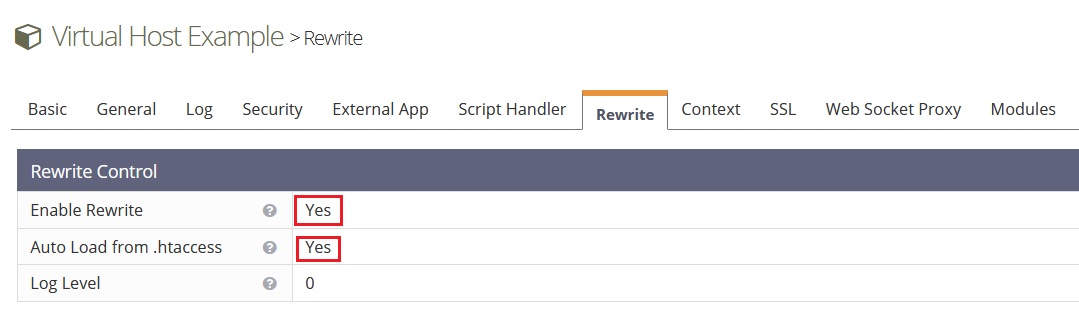 Virtual Host Example > Rewrite
Basic General Log Security External App Script Handler Rewrite Context SSL Web Socket Proxy Modules
Rewrite Control
Enable Rewrite ? Yes
Auto Load from .htaccess ? Yes
Log Level ? 0